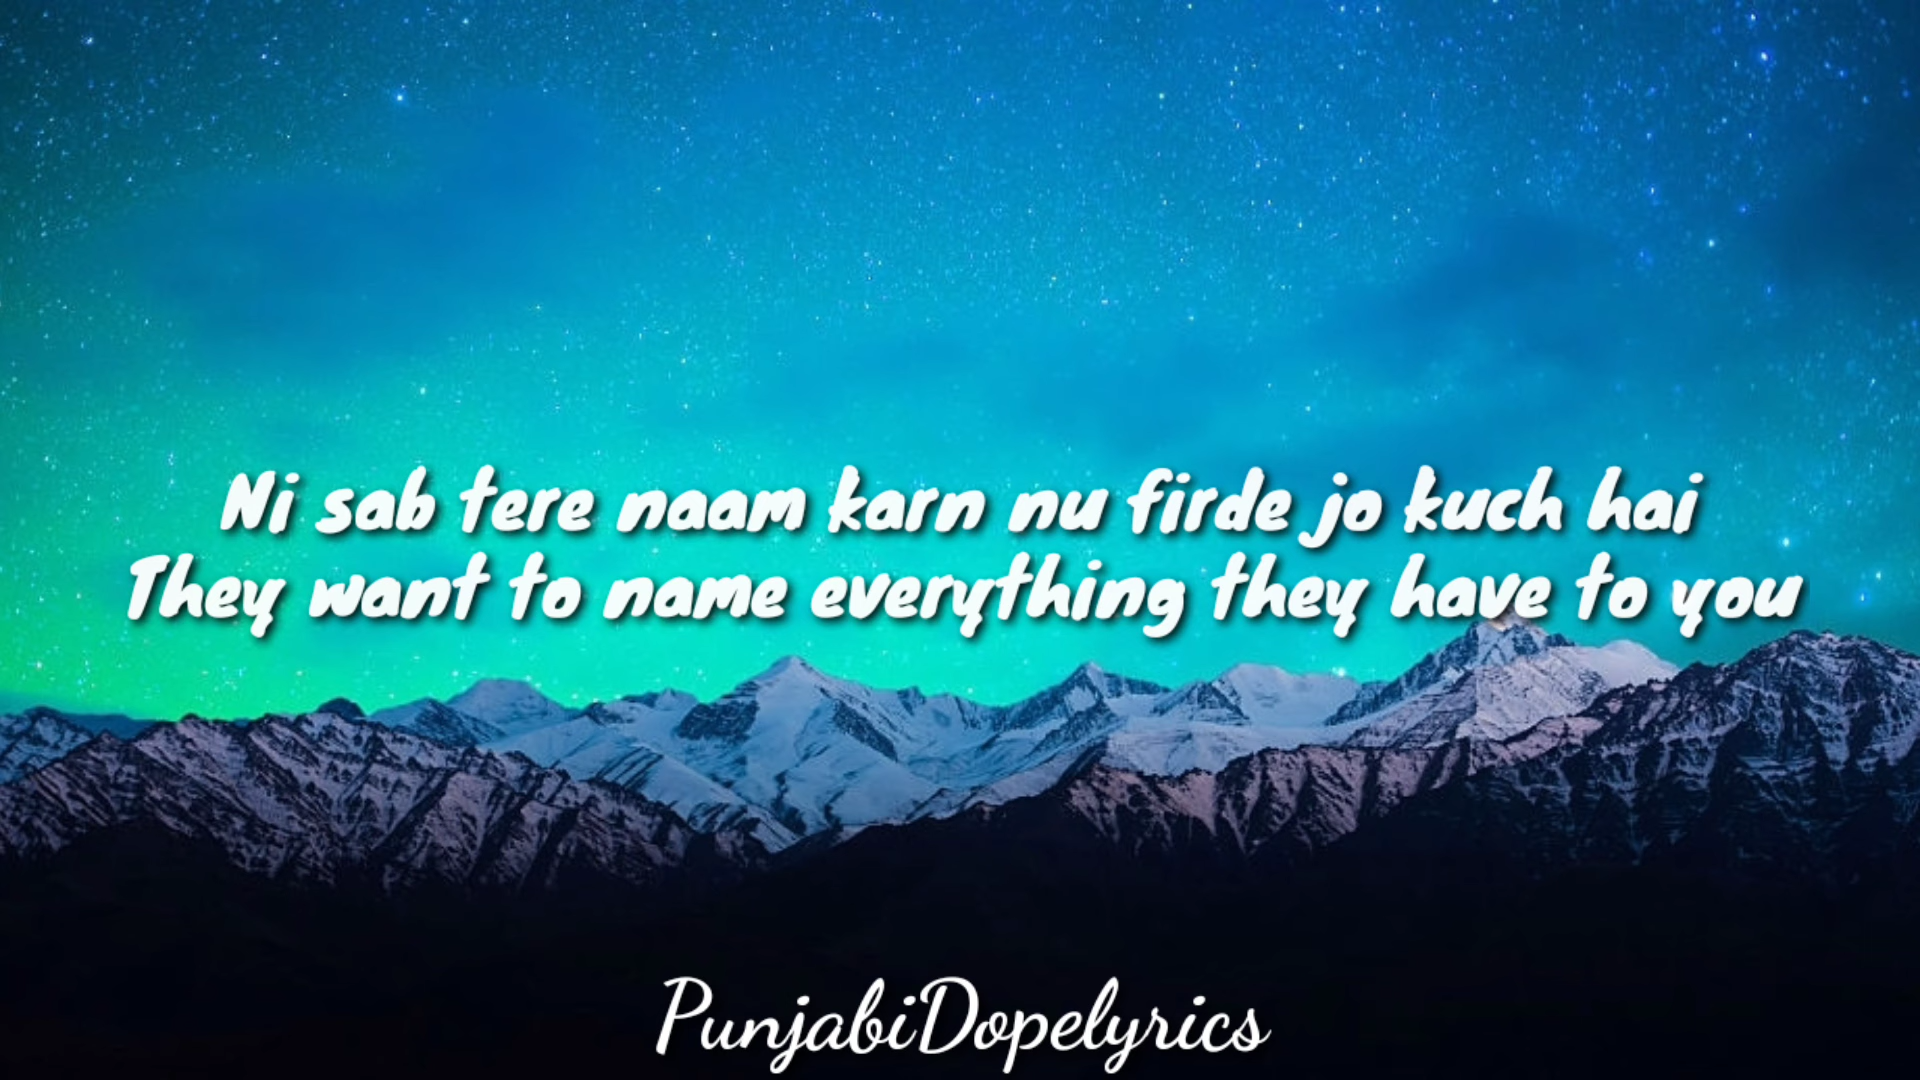 Ni sab tere naam karn nu firde jo kuch hai
They want to name everything they have to you
PunjabiDopelyrics